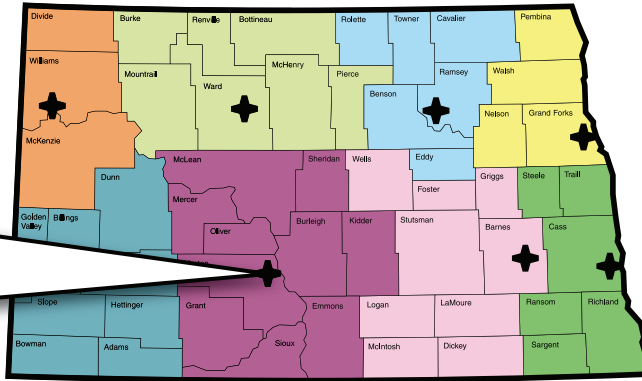 Divide
Burke
Renville
Bottineau
Rolette
Towner
Cavalier
Pembina
Williams
Mountrail
Ward
McHenry
Pierce
Benson
Ramsey
Walsh
Nelson
Grand Forks
McKenzie
Dunn
McLean
Sheridan
Wells
Eddy
Foster
Griggs
Steele
Traill
Mercer
Golden
Valley
Billings
Oliver
Burleigh
Kidder
Stutsman
Barnes
Cass
Slope
Hettinger
Grant
Emmons
Logan
LaMoure
Ransom
Richland
Bowman
Adams
Sioux
McIntosh
Dickey
Sargent